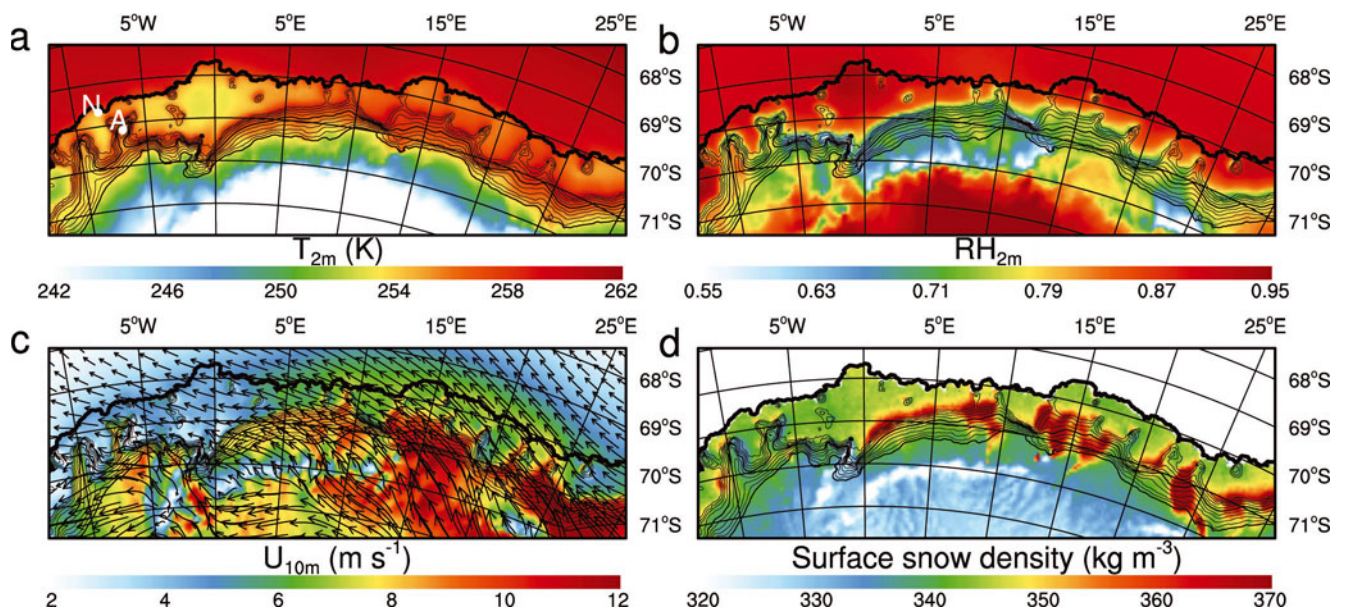 5°W 5°E 15°E 25°E 5°W 5°E 15°E 25°E
a b
N
A
68°S 68°S
69°S 69°S
70°S 70°S
71°S 71°S
T2m (K) RH2m
242 246 250 254 258 262 0.55 0.63 0.71 0.79 0.87 0.95
5°W 5°E 15°E 25°E 5°W 5°E 15°E 25°E
c d
68°S 68°S
69°S 69°S
70°S 70°S
71°S 71°S
U10m (m s⁻¹) Surface snow density (kg m⁻³)
2 4 6 8 10 12 320 330 340 350 360 370